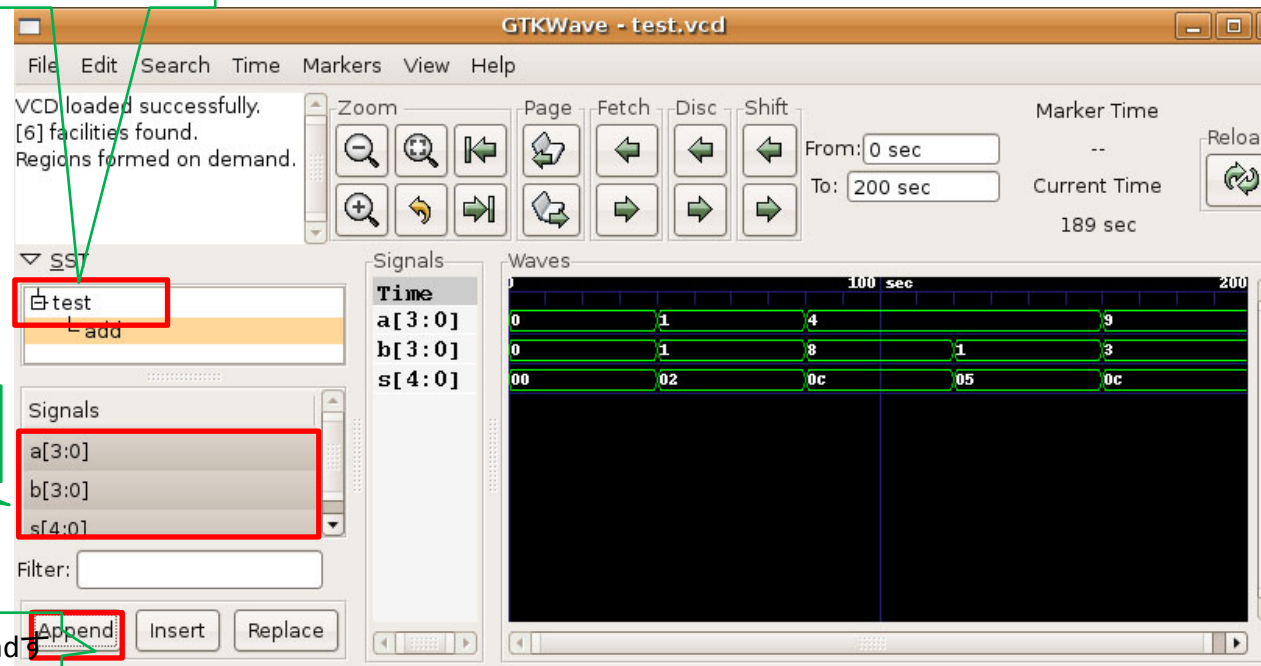 GTKWave - test.vcd
File Edit Search Time Markers View Help
VCD loaded successfully.
[6] facilities found.
Regions formed on demand.
Zoom Page Fetch Disc Shift
From: 0 sec
To: 200 sec
Marker Time
--
Current Time
189 sec
Reloa
SST
test
add
Signals
a[3:0]
b[3:0]
s[4:0]
Filter:
Append Insert Replace
ndす
Signals
Time
a[3:0]
b[3:0]
s[4:0]
Waves
100 sec 200
0 1 4 9
0 1 8 1 3
00 02 0c 05 0c